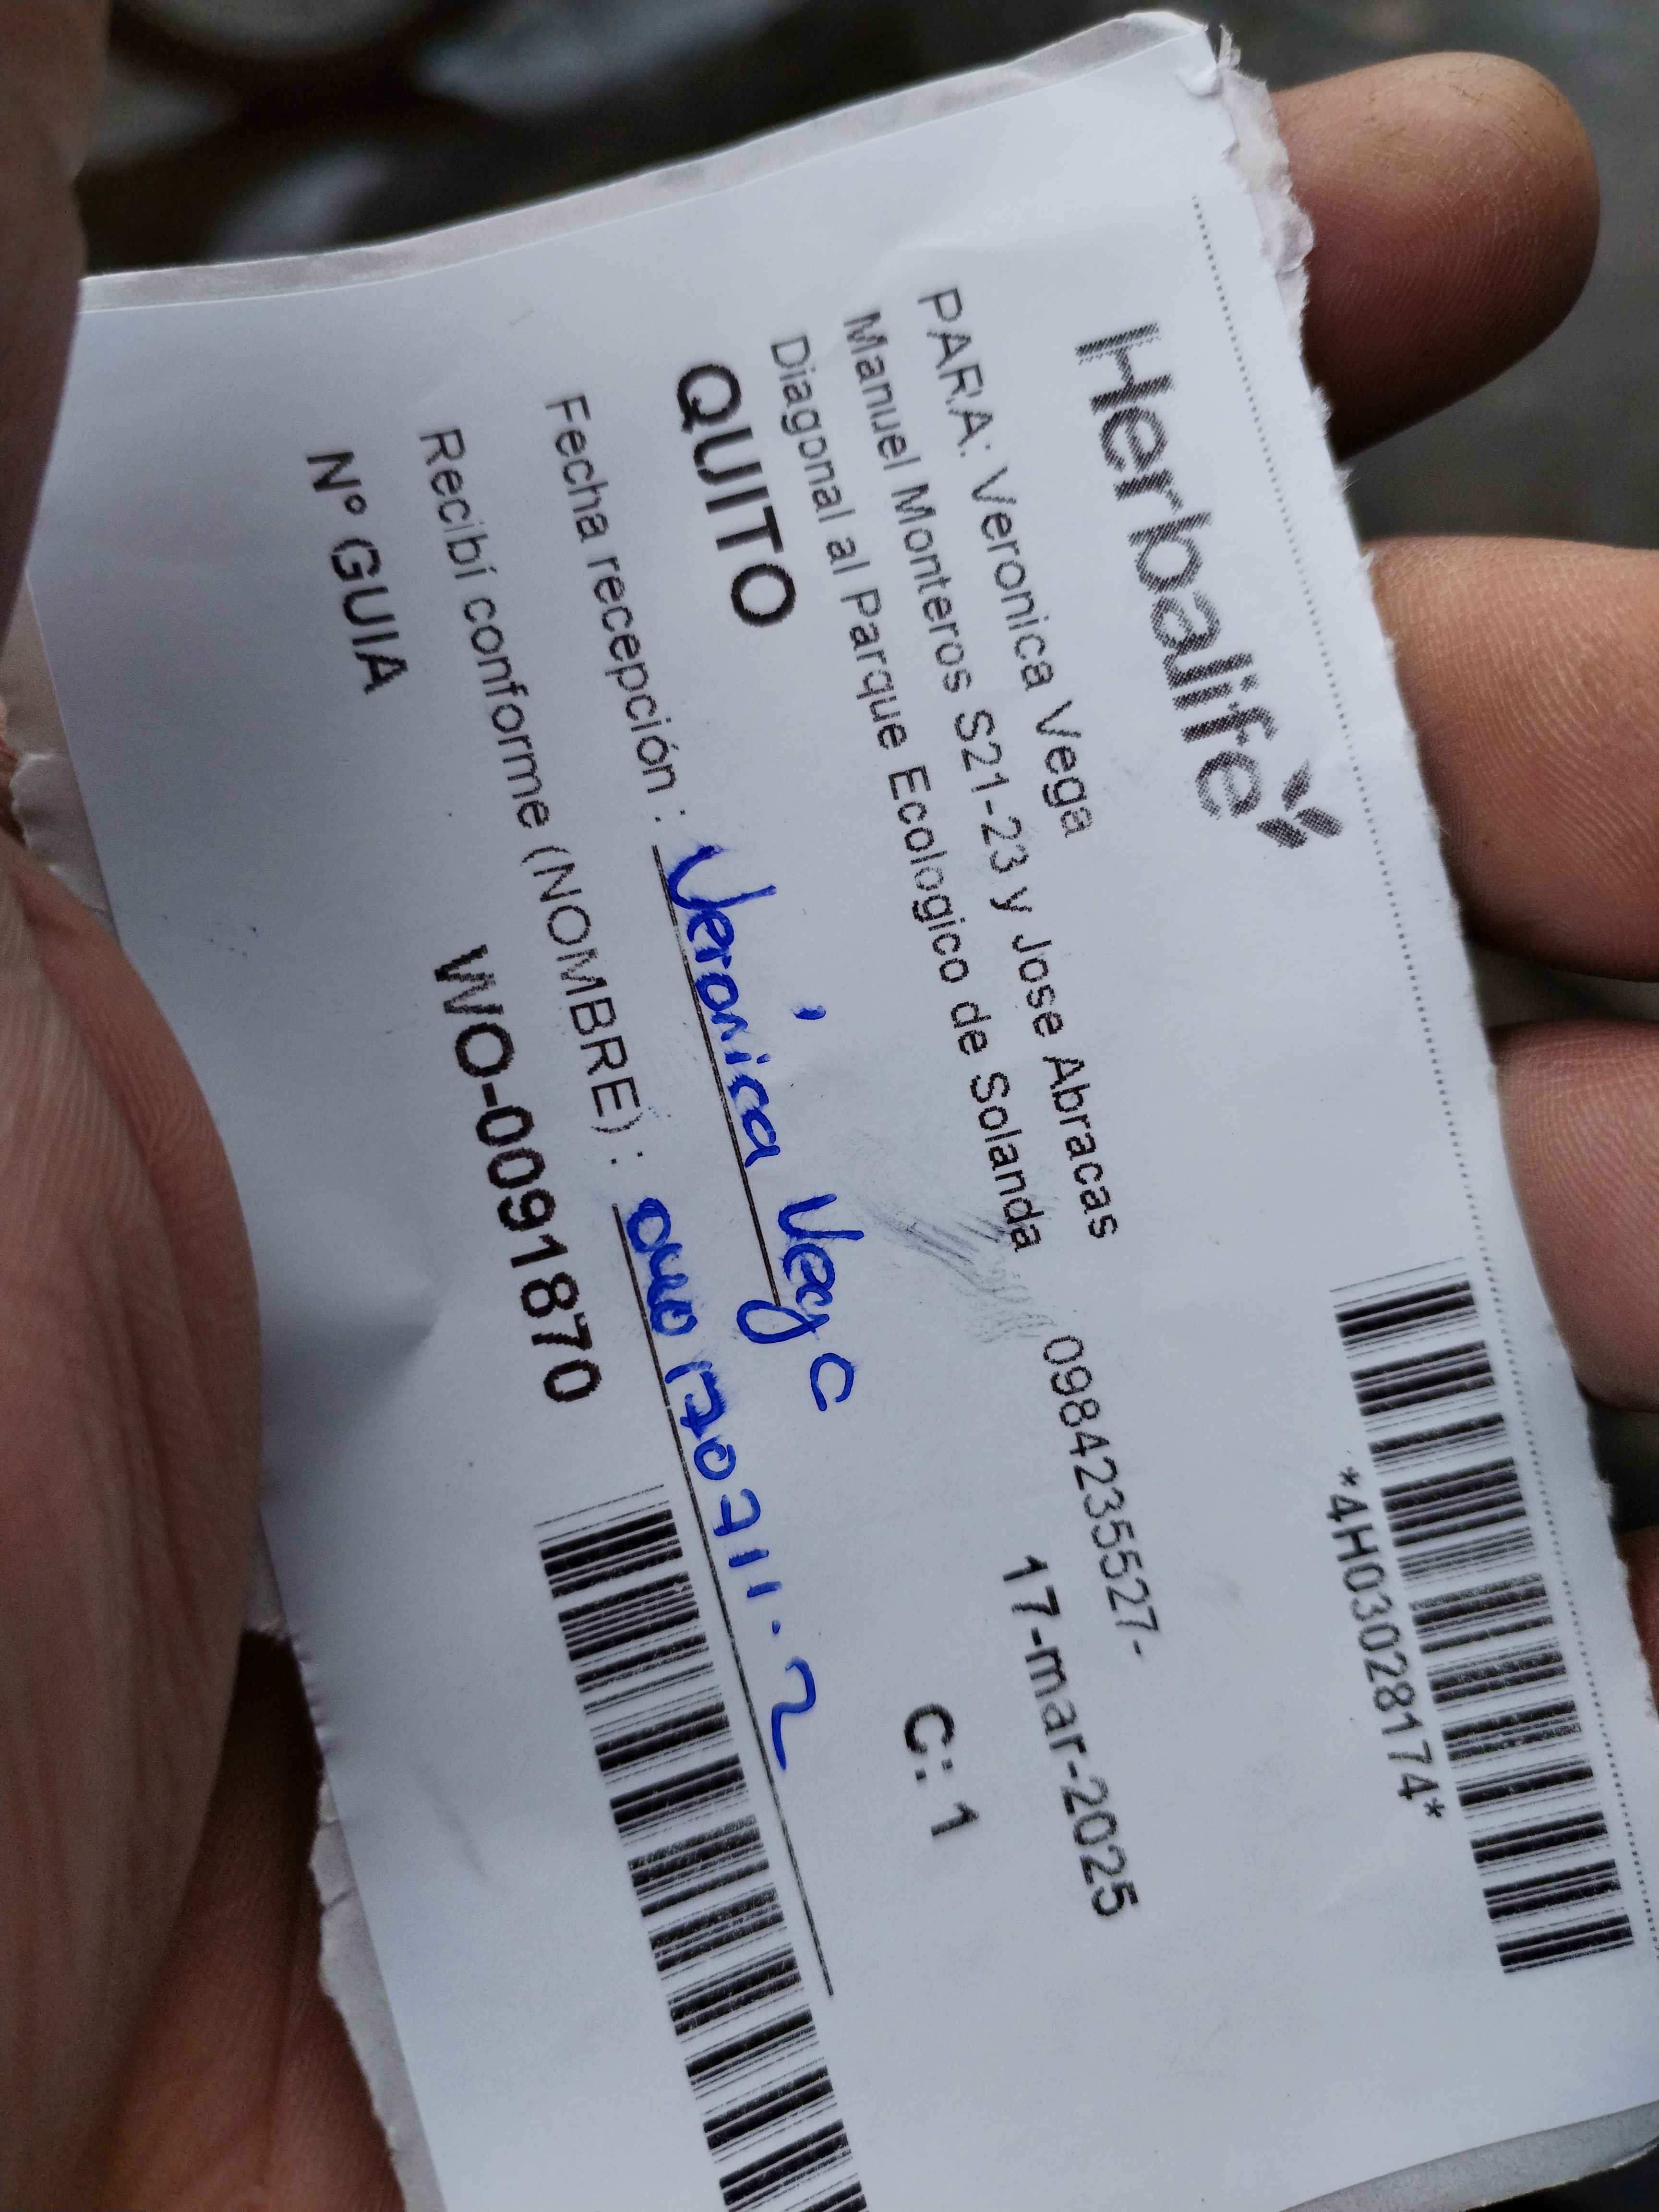 Herbalife
*4H03028174*
PARA: Veronica Vega
Manuel Monteros S21-23 y Jose Abracas
0984235527-
Diagonal al Parque Ecologico de Solanda
17-mar-2025
QUITO
C: 1
Fecha recepción : Veronica Vega
Recibí conforme (NOMBRE) :
Nº GUIA WO-0091870